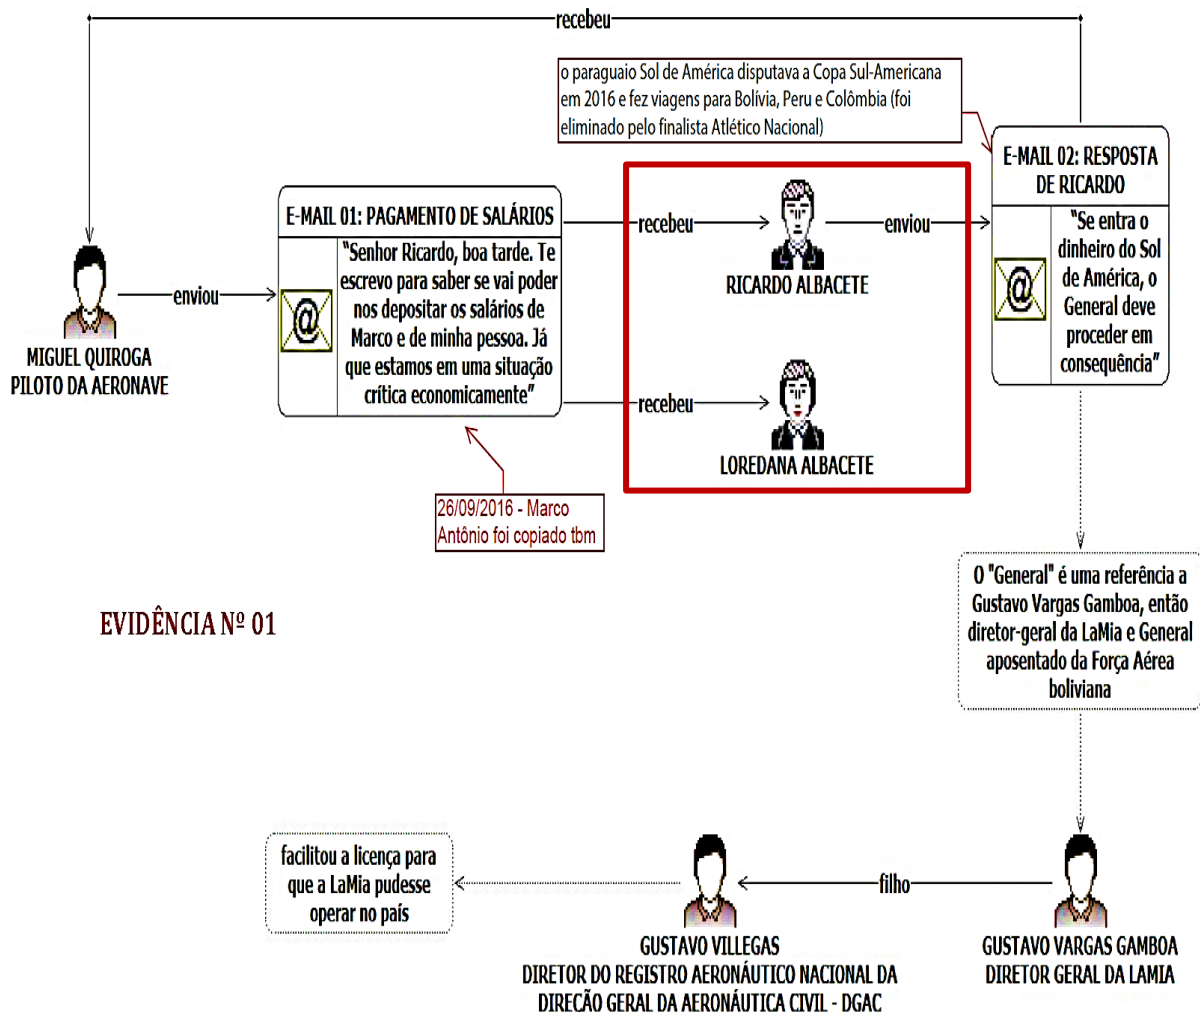 recebeu
o paraguaio Sol de América disputava a Copa Sul-Americana
em 2016 e fez viagens para Bolívia, Peru e Colômbia (foi
eliminado pelo finalista Atlético Nacional)
E-MAIL 02: RESPOSTA
DE RICARDO
@
“Se entra o
dinheiro do Sol
de América, o
General deve
proceder em
consequência”
E-MAIL 01: PAGAMENTO DE SALÁRIOS
@
“Senhor Ricardo, boa tarde. Te
escrevo para saber se vai poder
nos depositar os salários de
Marco e de minha pessoa. Já
que estamos em uma situação
crítica economicamente”
recebeu
enviou
RICARDO ALBACETE
enviou
MIGUEL QUIROGA
PILOTO DA AERONAVE
recebeu
LOREDANA ALBACETE
26/09/2016 - Marco
Antônio foi copiado tbm
EVIDÊNCIA Nº 01
O "General" é uma referência a
Gustavo Vargas Gamboa, então
diretor-geral da LaMia e General
aposentado da Força Aérea
boliviana
facilitou a licença para
que a LaMia pudesse
operar no país
filho
GUSTAVO VILLEGAS
DIRETOR DO REGISTRO AERONÁUTICO NACIONAL DA
DIREÇÃO GERAL DA AERONÁUTICA CIVIL - DGAC
GUSTAVO VARGAS GAMBOA
DIRETOR GERAL DA LAMIA